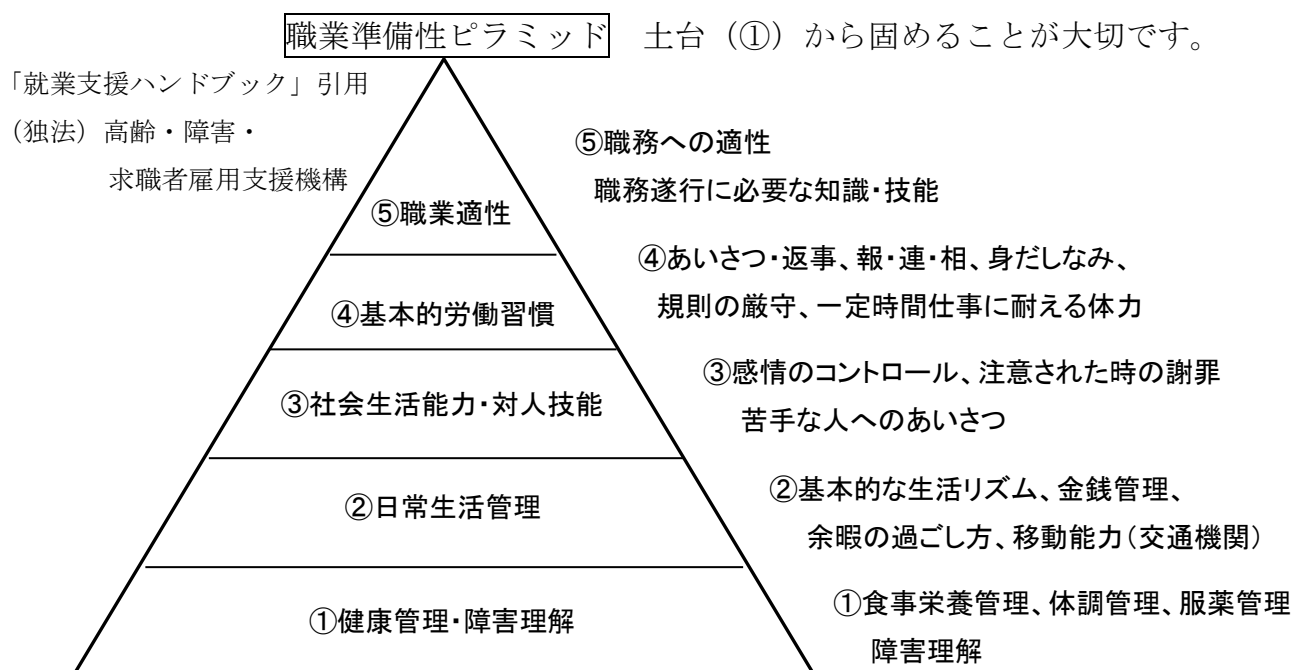 職業準備性ピラミッド　土台（①）から固めることが大切です。
「就業支援ハンドブック」引用
（独法）高齢・障害・
求職者雇用支援機構
⑤職務への適性
職務遂行に必要な知識・技能
⑤職業適性
④あいさつ・返事、報・連・相、身だしなみ、
規則の厳守、一定時間仕事に耐える体力
④基本的労働習慣
③感情のコントロール、注意された時の謝罪
苦手な人へのあいさつ
③社会生活能力・対人技能
②基本的な生活リズム、金銭管理、
余暇の過ごし方、移動能力（交通機関）
②日常生活管理
①食事栄養管理、体調管理、服薬管理
障害理解
①健康管理・障害理解